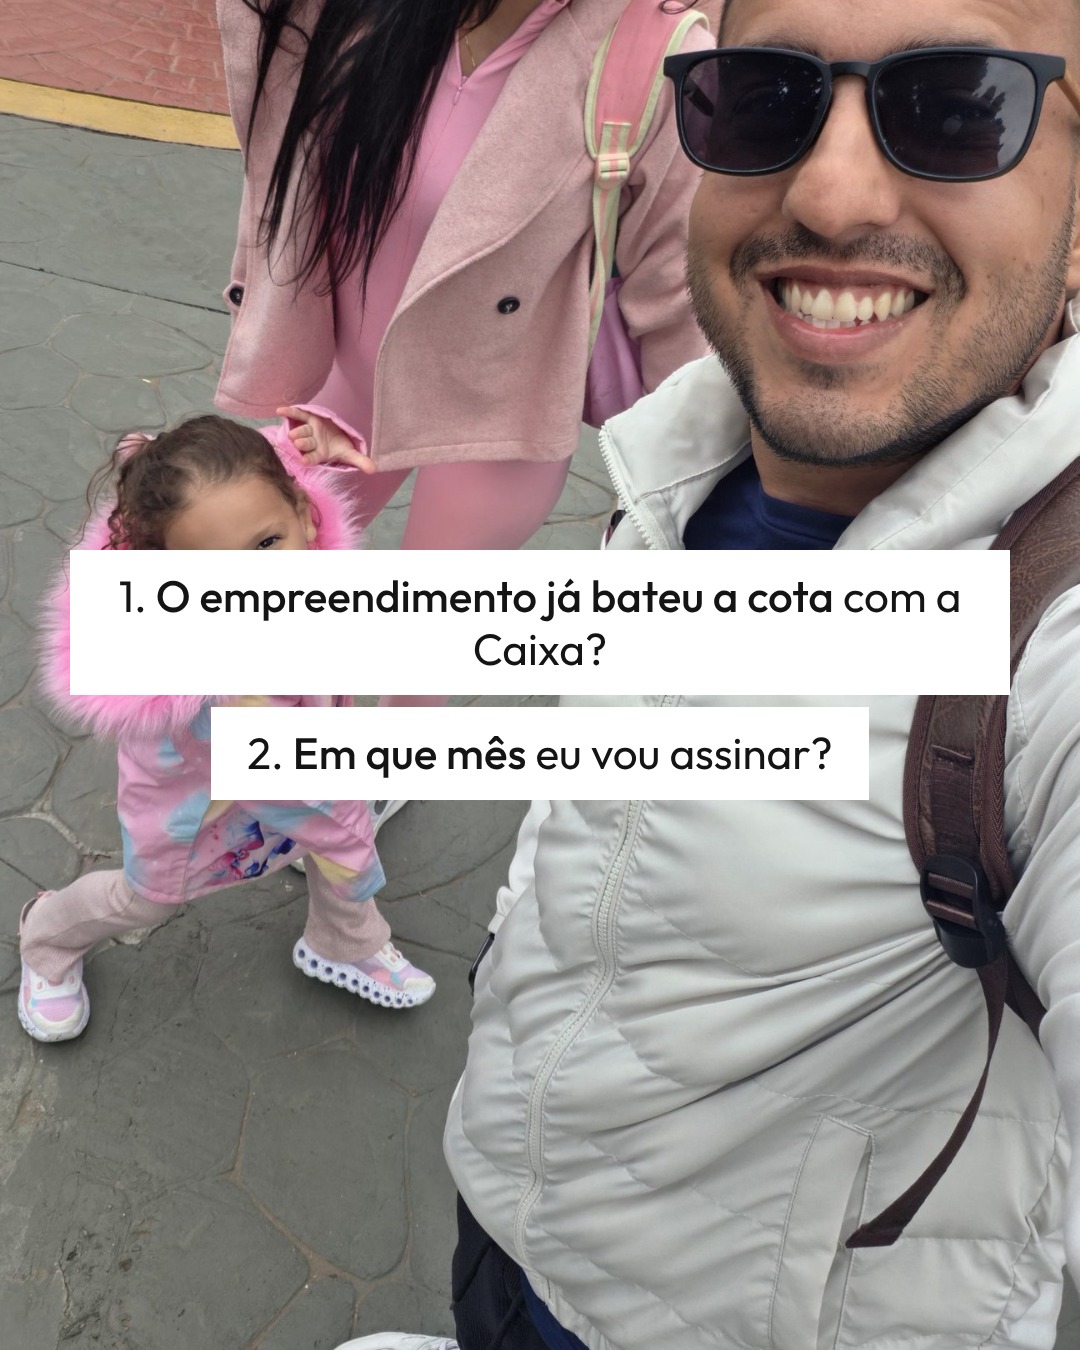 1. O empreendimento já bateu a cota com a
Caixa?
2. Em que mês eu vou assinar?